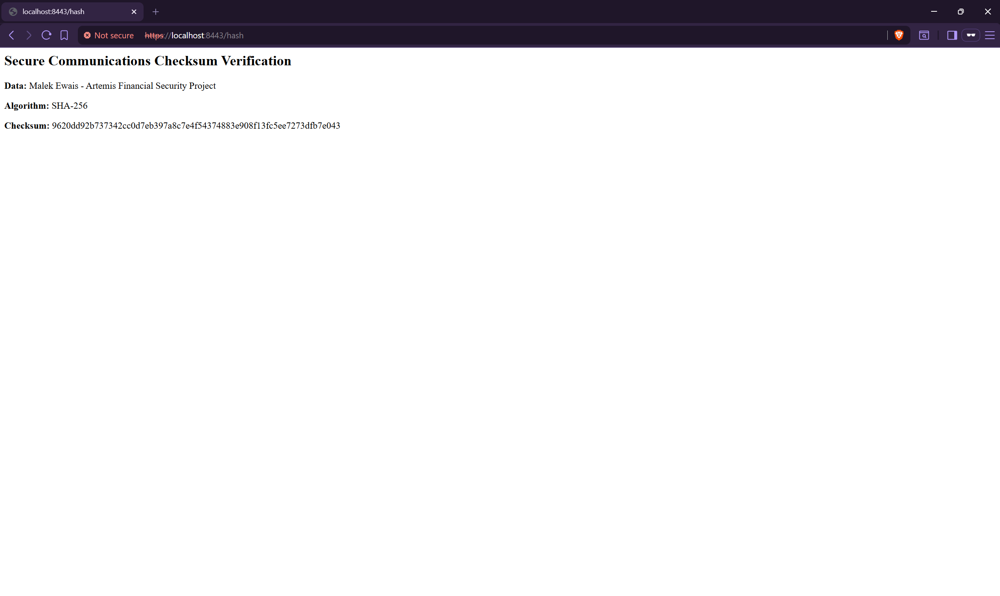 localhost:8443/hash
Not secure https://localhost:8443/hash
Secure Communications Checksum Verification
Data: Malek Ewais - Artemis Financial Security Project
Algorithm: SHA-256
Checksum: 9620dd92b737342cc0d7eb397a8c7e4f54374883e908f13fc5ee7273dfb7e043